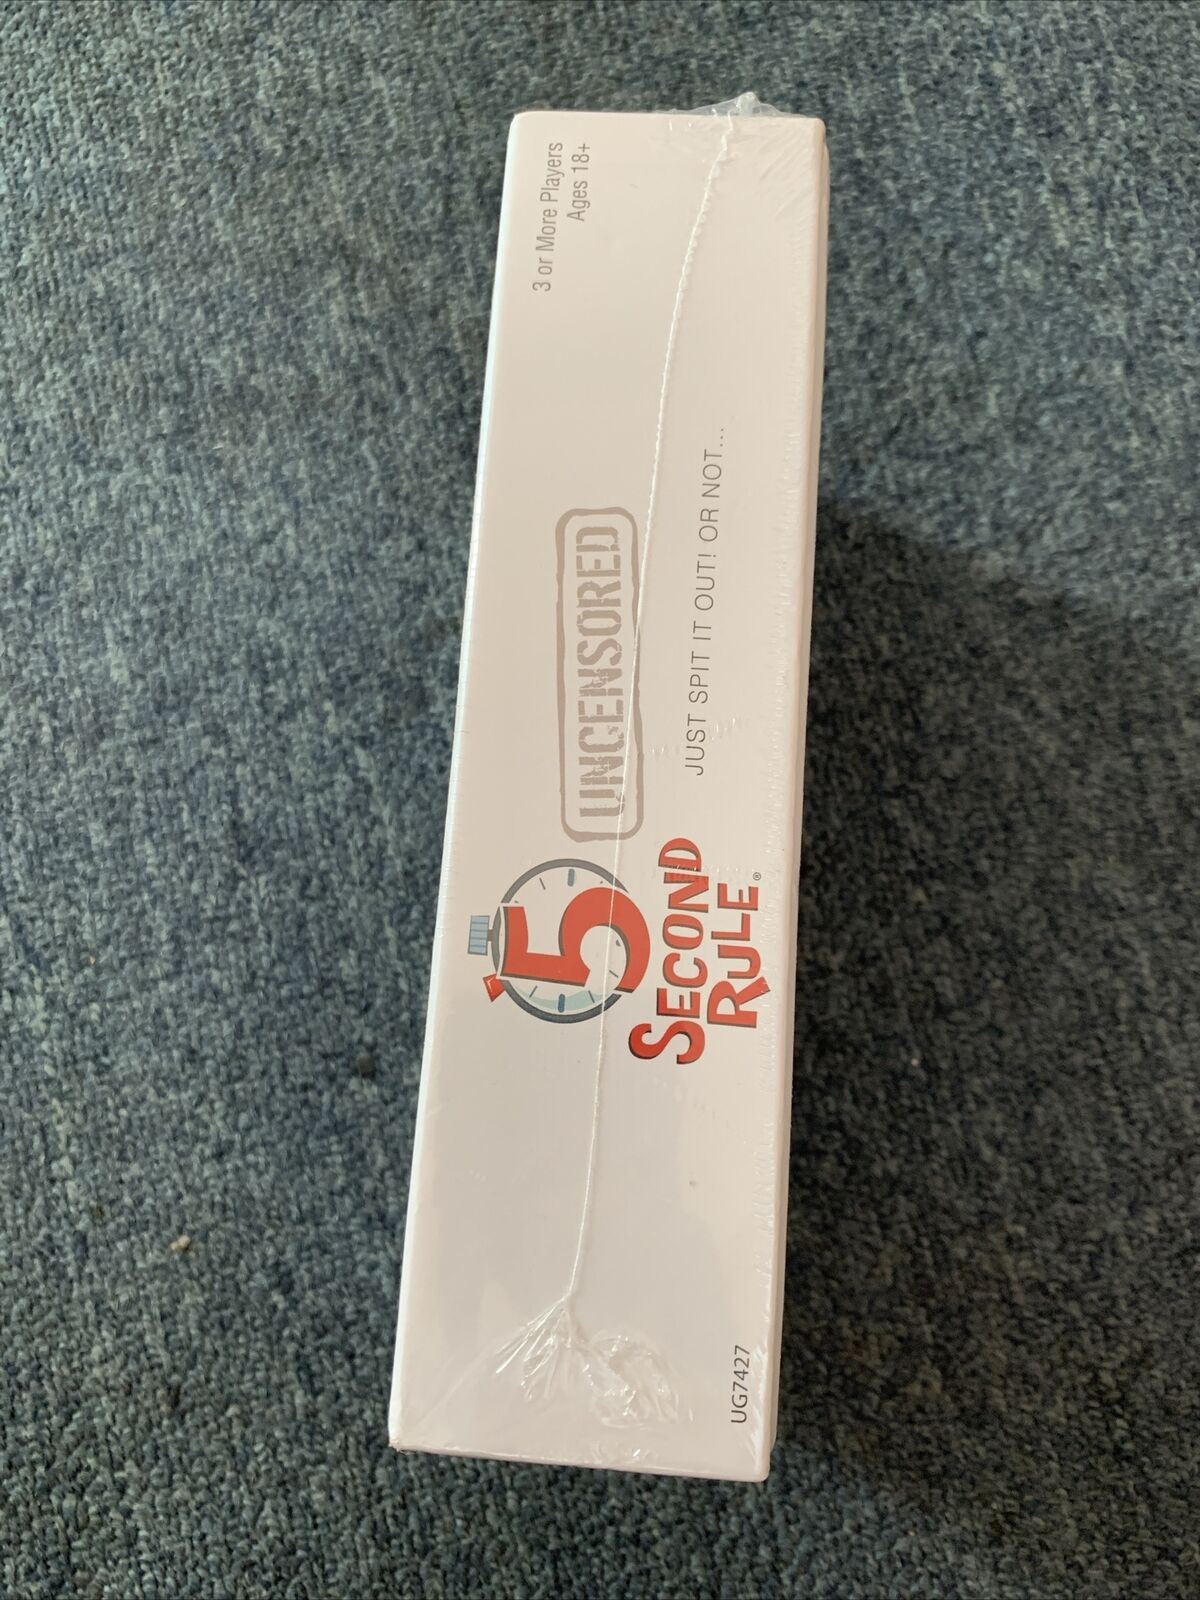 3 or More Players
Ages 18+
5
SECOND
RULE®
UNCENSORED
JUST SPIT IT OUT! OR NOT...
UG7427